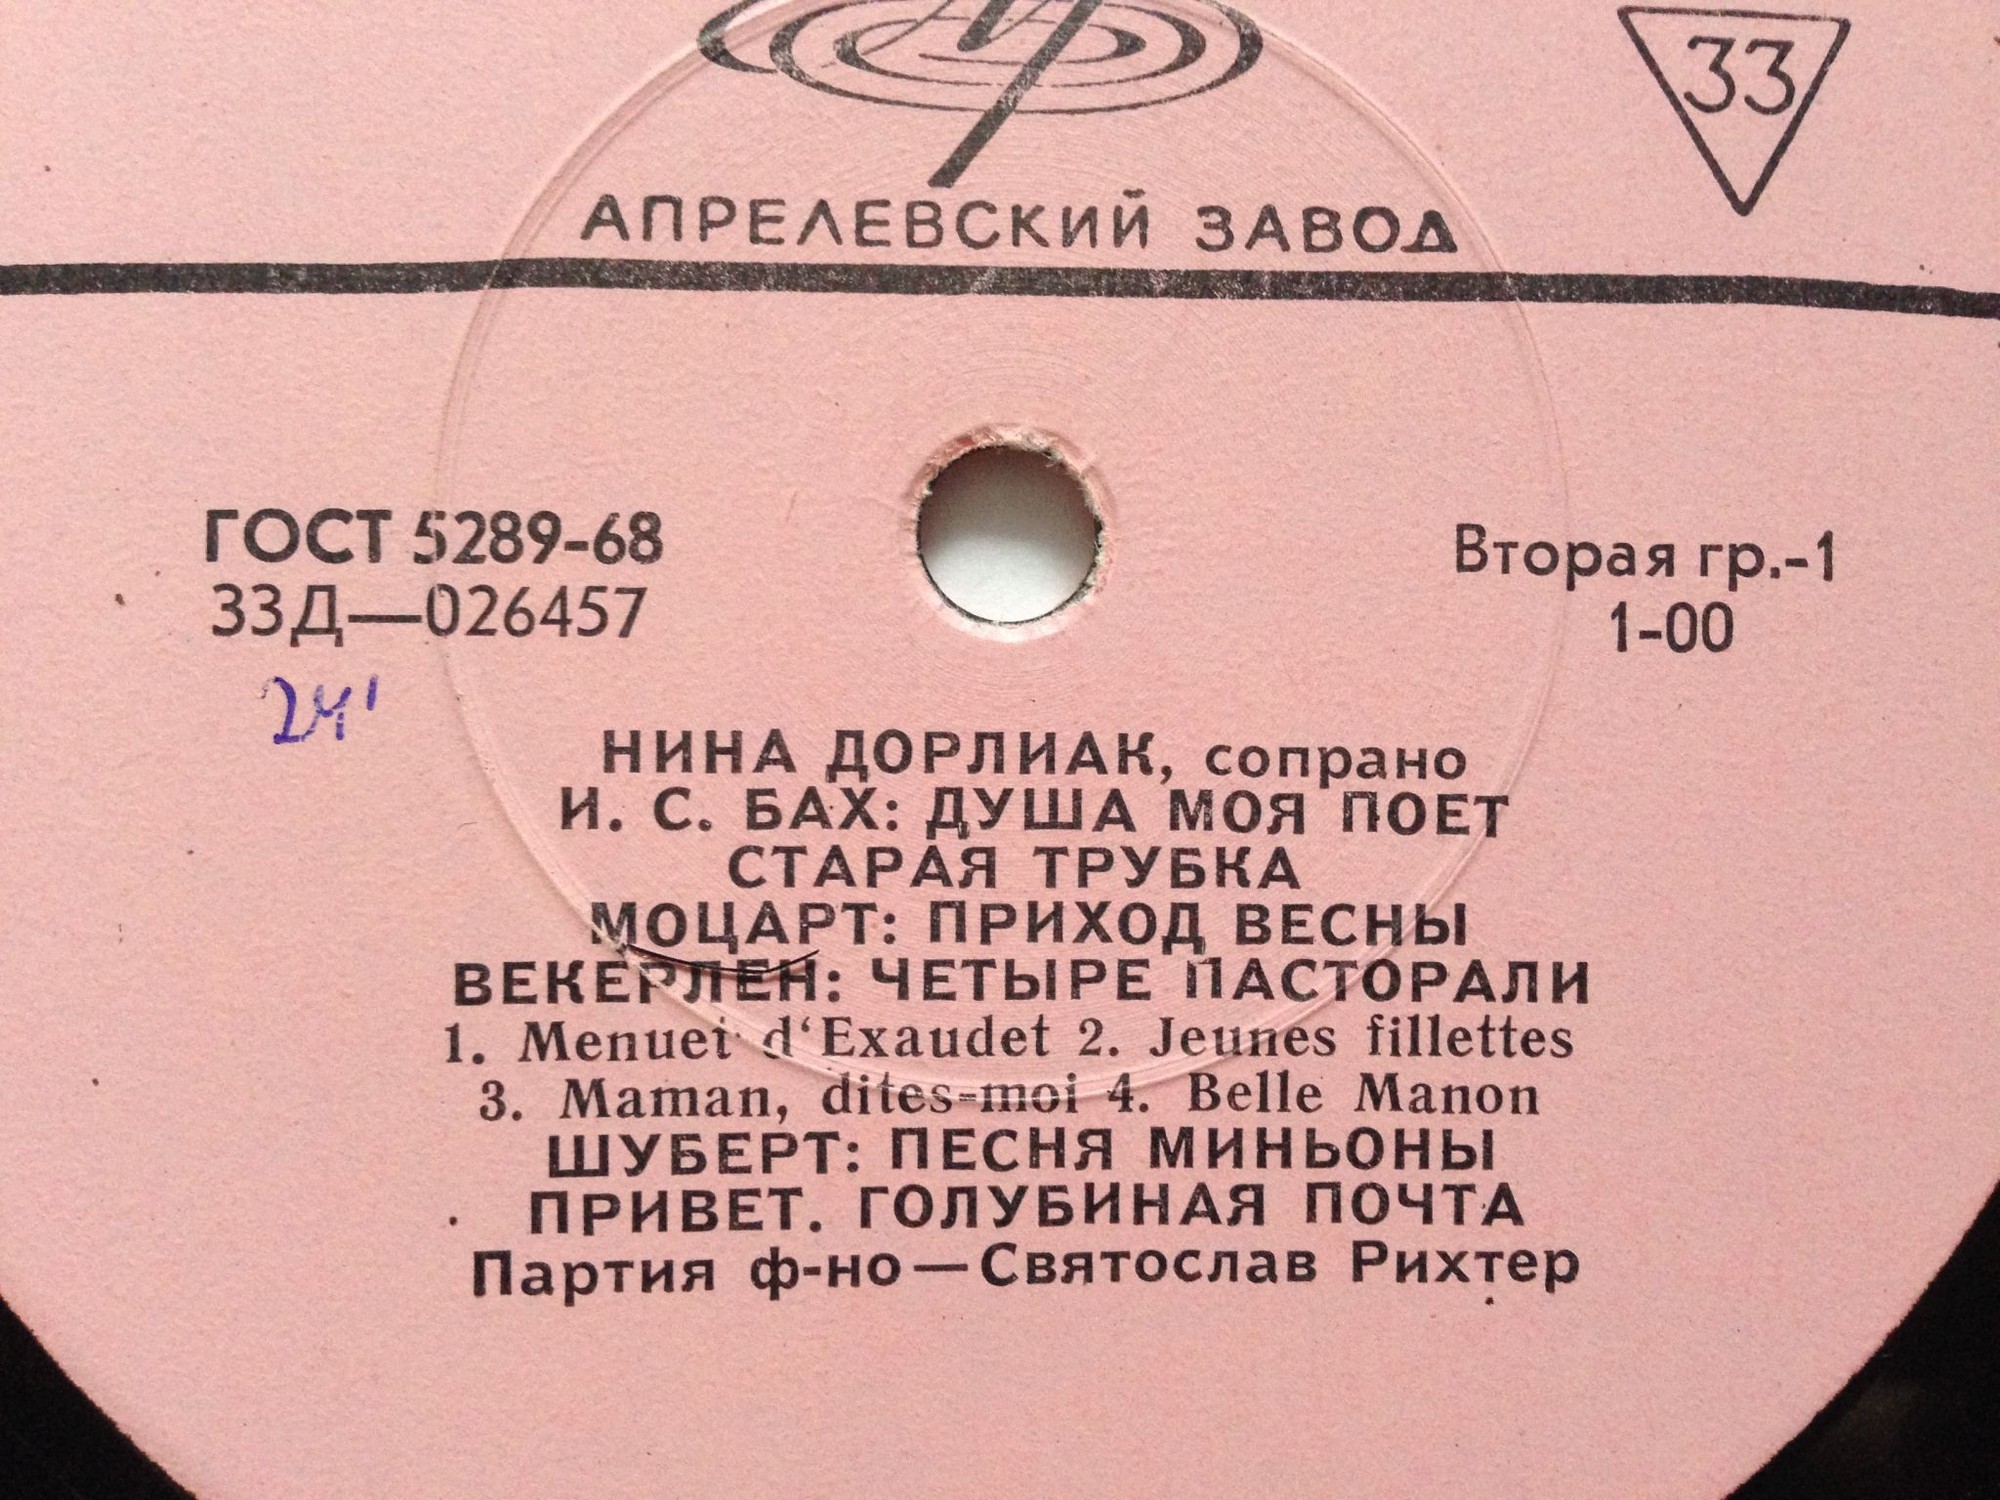 33
АПРЕЛЕВСКИЙ ЗАВОД
ГОСТ 5289-68
33Д—026457
Вторая гр.-1
1-00
24'
НИНА ДОРЛИАК, сопрано
И. С. БАХ: ДУША МОЯ ПОЕТ
СТАРАЯ ТРУБКА
МОЦАРТ: ПРИХОД ВЕСНЫ
ВЕКЕРЛЕН: ЧЕТЫРЕ ПАСТОРАЛИ
1. Menuet d‘Exaudet 2. Jeunes fillettes
3. Maman, dites-moi 4. Belle Manon
ШУБЕРТ: ПЕСНЯ МИНЬОНЫ
ПРИВЕТ. ГОЛУБИНАЯ ПОЧТА
Партия ф-но—Святослав Рихтер